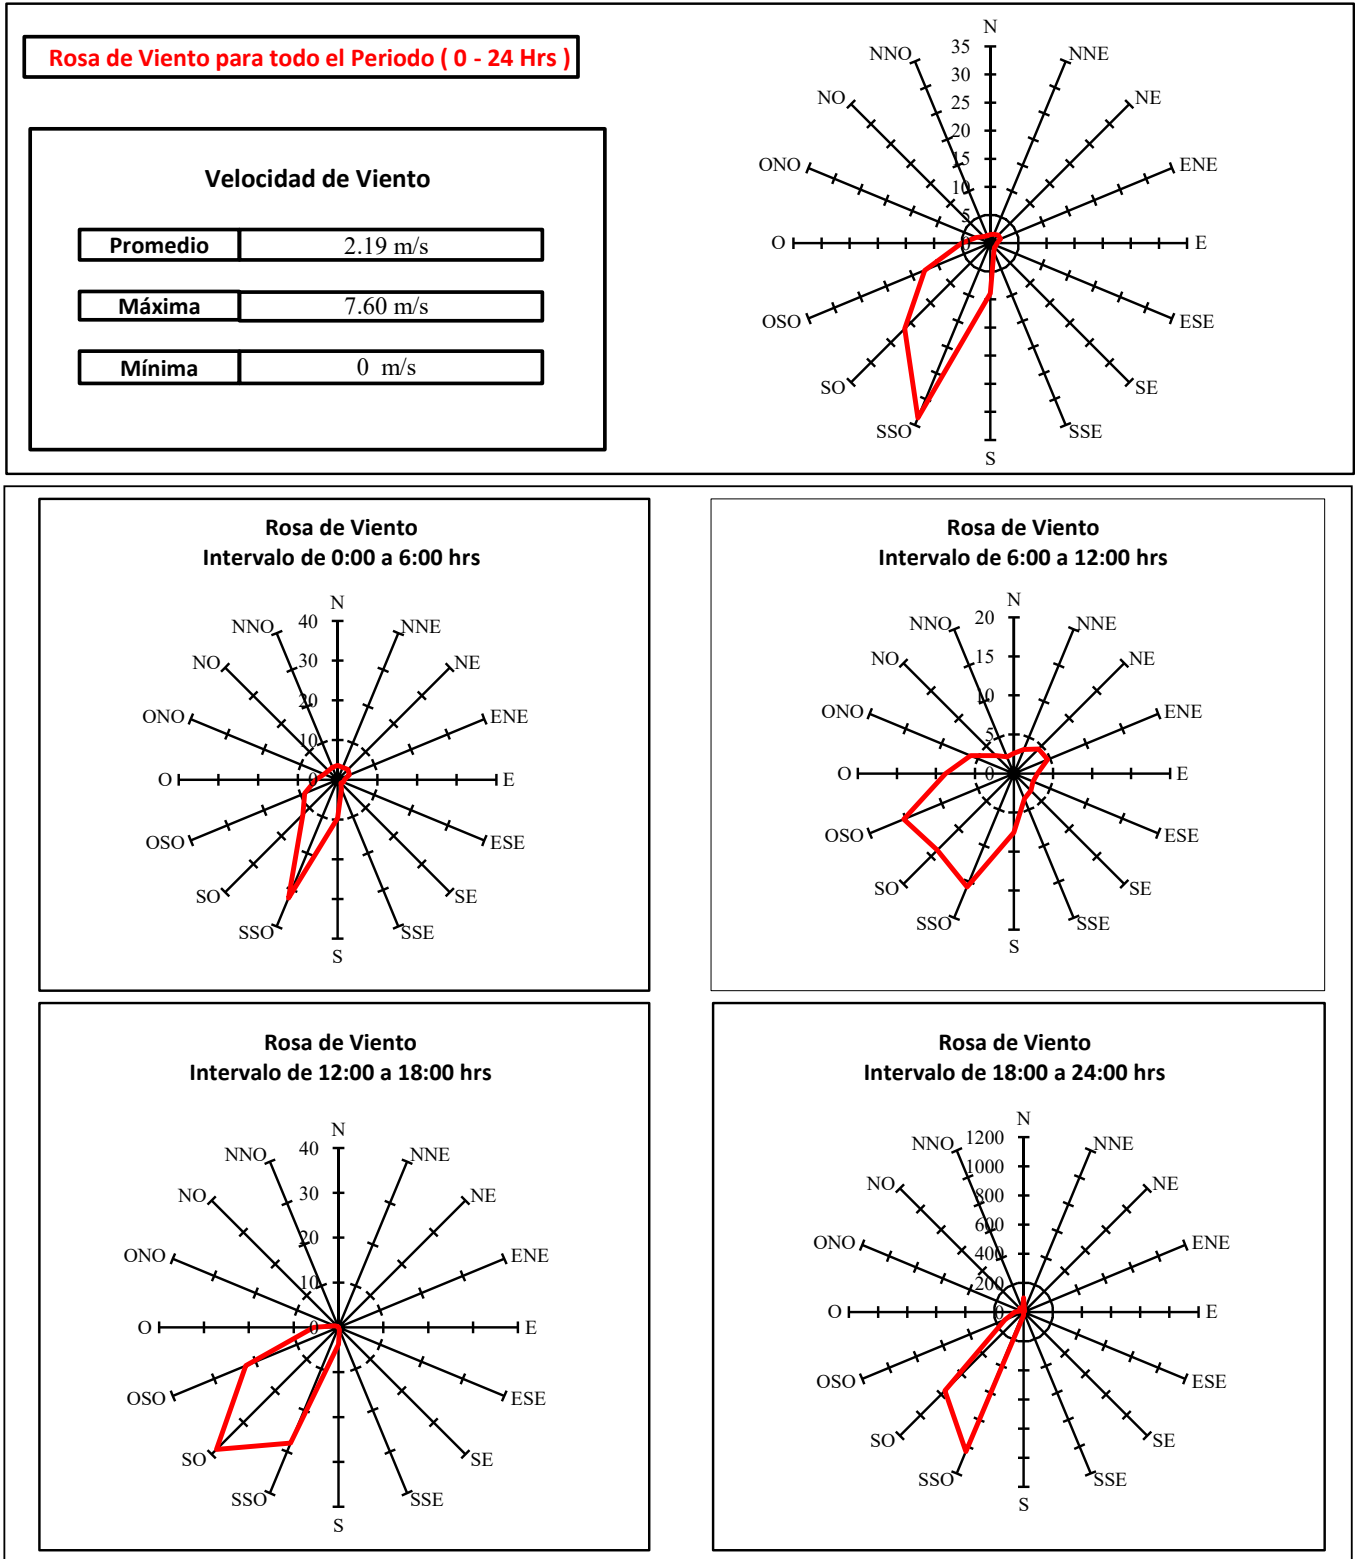 Rosa de Viento para todo el Periodo ( 0 - 24 Hrs )
Velocidad de Viento
Promedio 2.19 m/s
Máxima 7.60 m/s
Mínima 0 m/s
N
35
NNO NNE
30
25
NO NE
20
15
ONO ENE
10
5
O 0 E
OSO ESE
SO SE
SSO SSE
S
Rosa de Viento
Intervalo de 0:00 a 6:00 hrs
N
40
NNO NNE
30
NO NE
20
ONO ENE
10
O 0 E
OSO ESE
SO SE
SSO SSE
S
Rosa de Viento
Intervalo de 6:00 a 12:00 hrs
N
20
NNO NNE
15
NO NE
10
ONO ENE
5
O 0 E
OSO ESE
SO SE
SSO SSE
S
Rosa de Viento
Intervalo de 12:00 a 18:00 hrs
N
40
NNO NNE
30
NO NE
20
ONO ENE
10
O 0 E
OSO ESE
SO SE
SSO SSE
S
Rosa de Viento
Intervalo de 18:00 a 24:00 hrs
N
1200
NNO NNE
1000
NO NE
800
600
ONO ENE
400
200
O 0 E
OSO ESE
SO SE
SSO SSE
S